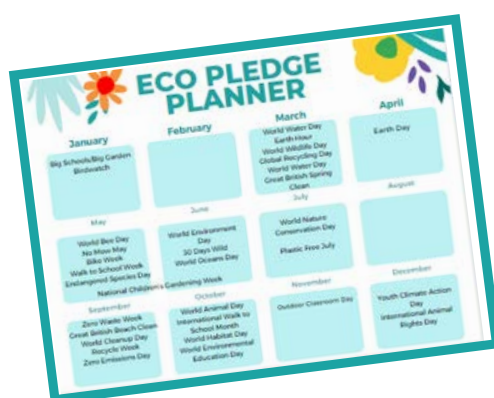 ECO PLEDGE
PLANNER
January
Big Schools/Big Garden
Birdwatch
February
March
World Water Day
Earth Hour
World Wildlife Day
Global Recycling Day
World Water Day
Great British Spring
Clean
April
Earth Day
May
World Bee Day
No Mow May
Bike Week
Walk to School Week
Endangered Species Day
National Children's Gardening Week
June
World Environment
Day
30 Days Wild
World Oceans Day
July
World Nature
Conservation Day
Plastic Free July
August
September
Zero Waste Week
Great British Beach Clean
World Cleanup Day
Recycle Week
Zero Emissions Day
October
World Animal Day
International Walk to
School Month
World Habitat Day
World Environmental
Education Day
November
Outdoor Classroom Day
December
Youth Climate Action
Day
International Animal
Rights Day